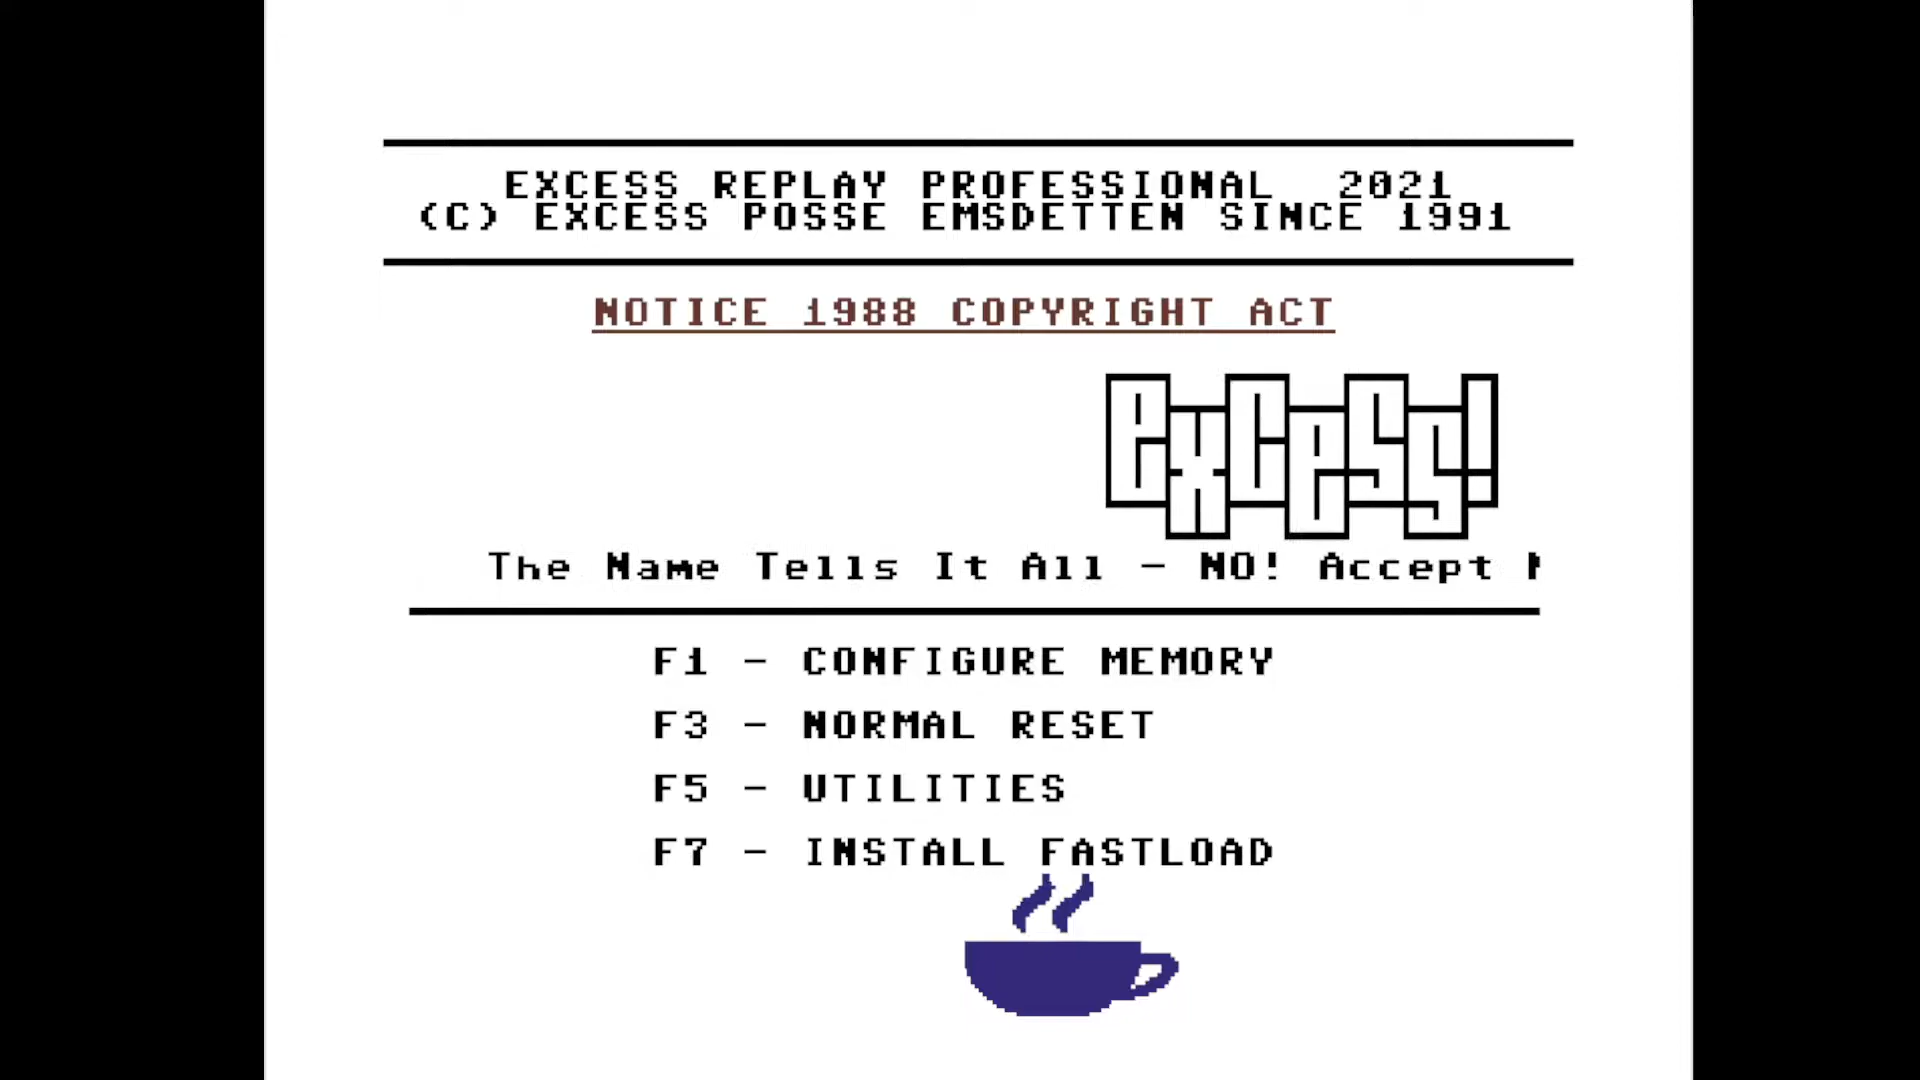 EXCESS REPLAY PROFESSIONAL 2021
(C) EXCESS POSSE EMSDETTEN SINCE 1991
NOTICE 1988 COPYRIGHT ACT
excess!
The Name Tells It All - NO! Accept
F1 - CONFIGURE MEMORY
F3 - NORMAL RESET
F5 - UTILITIES
F7 - INSTALL FASTLOAD